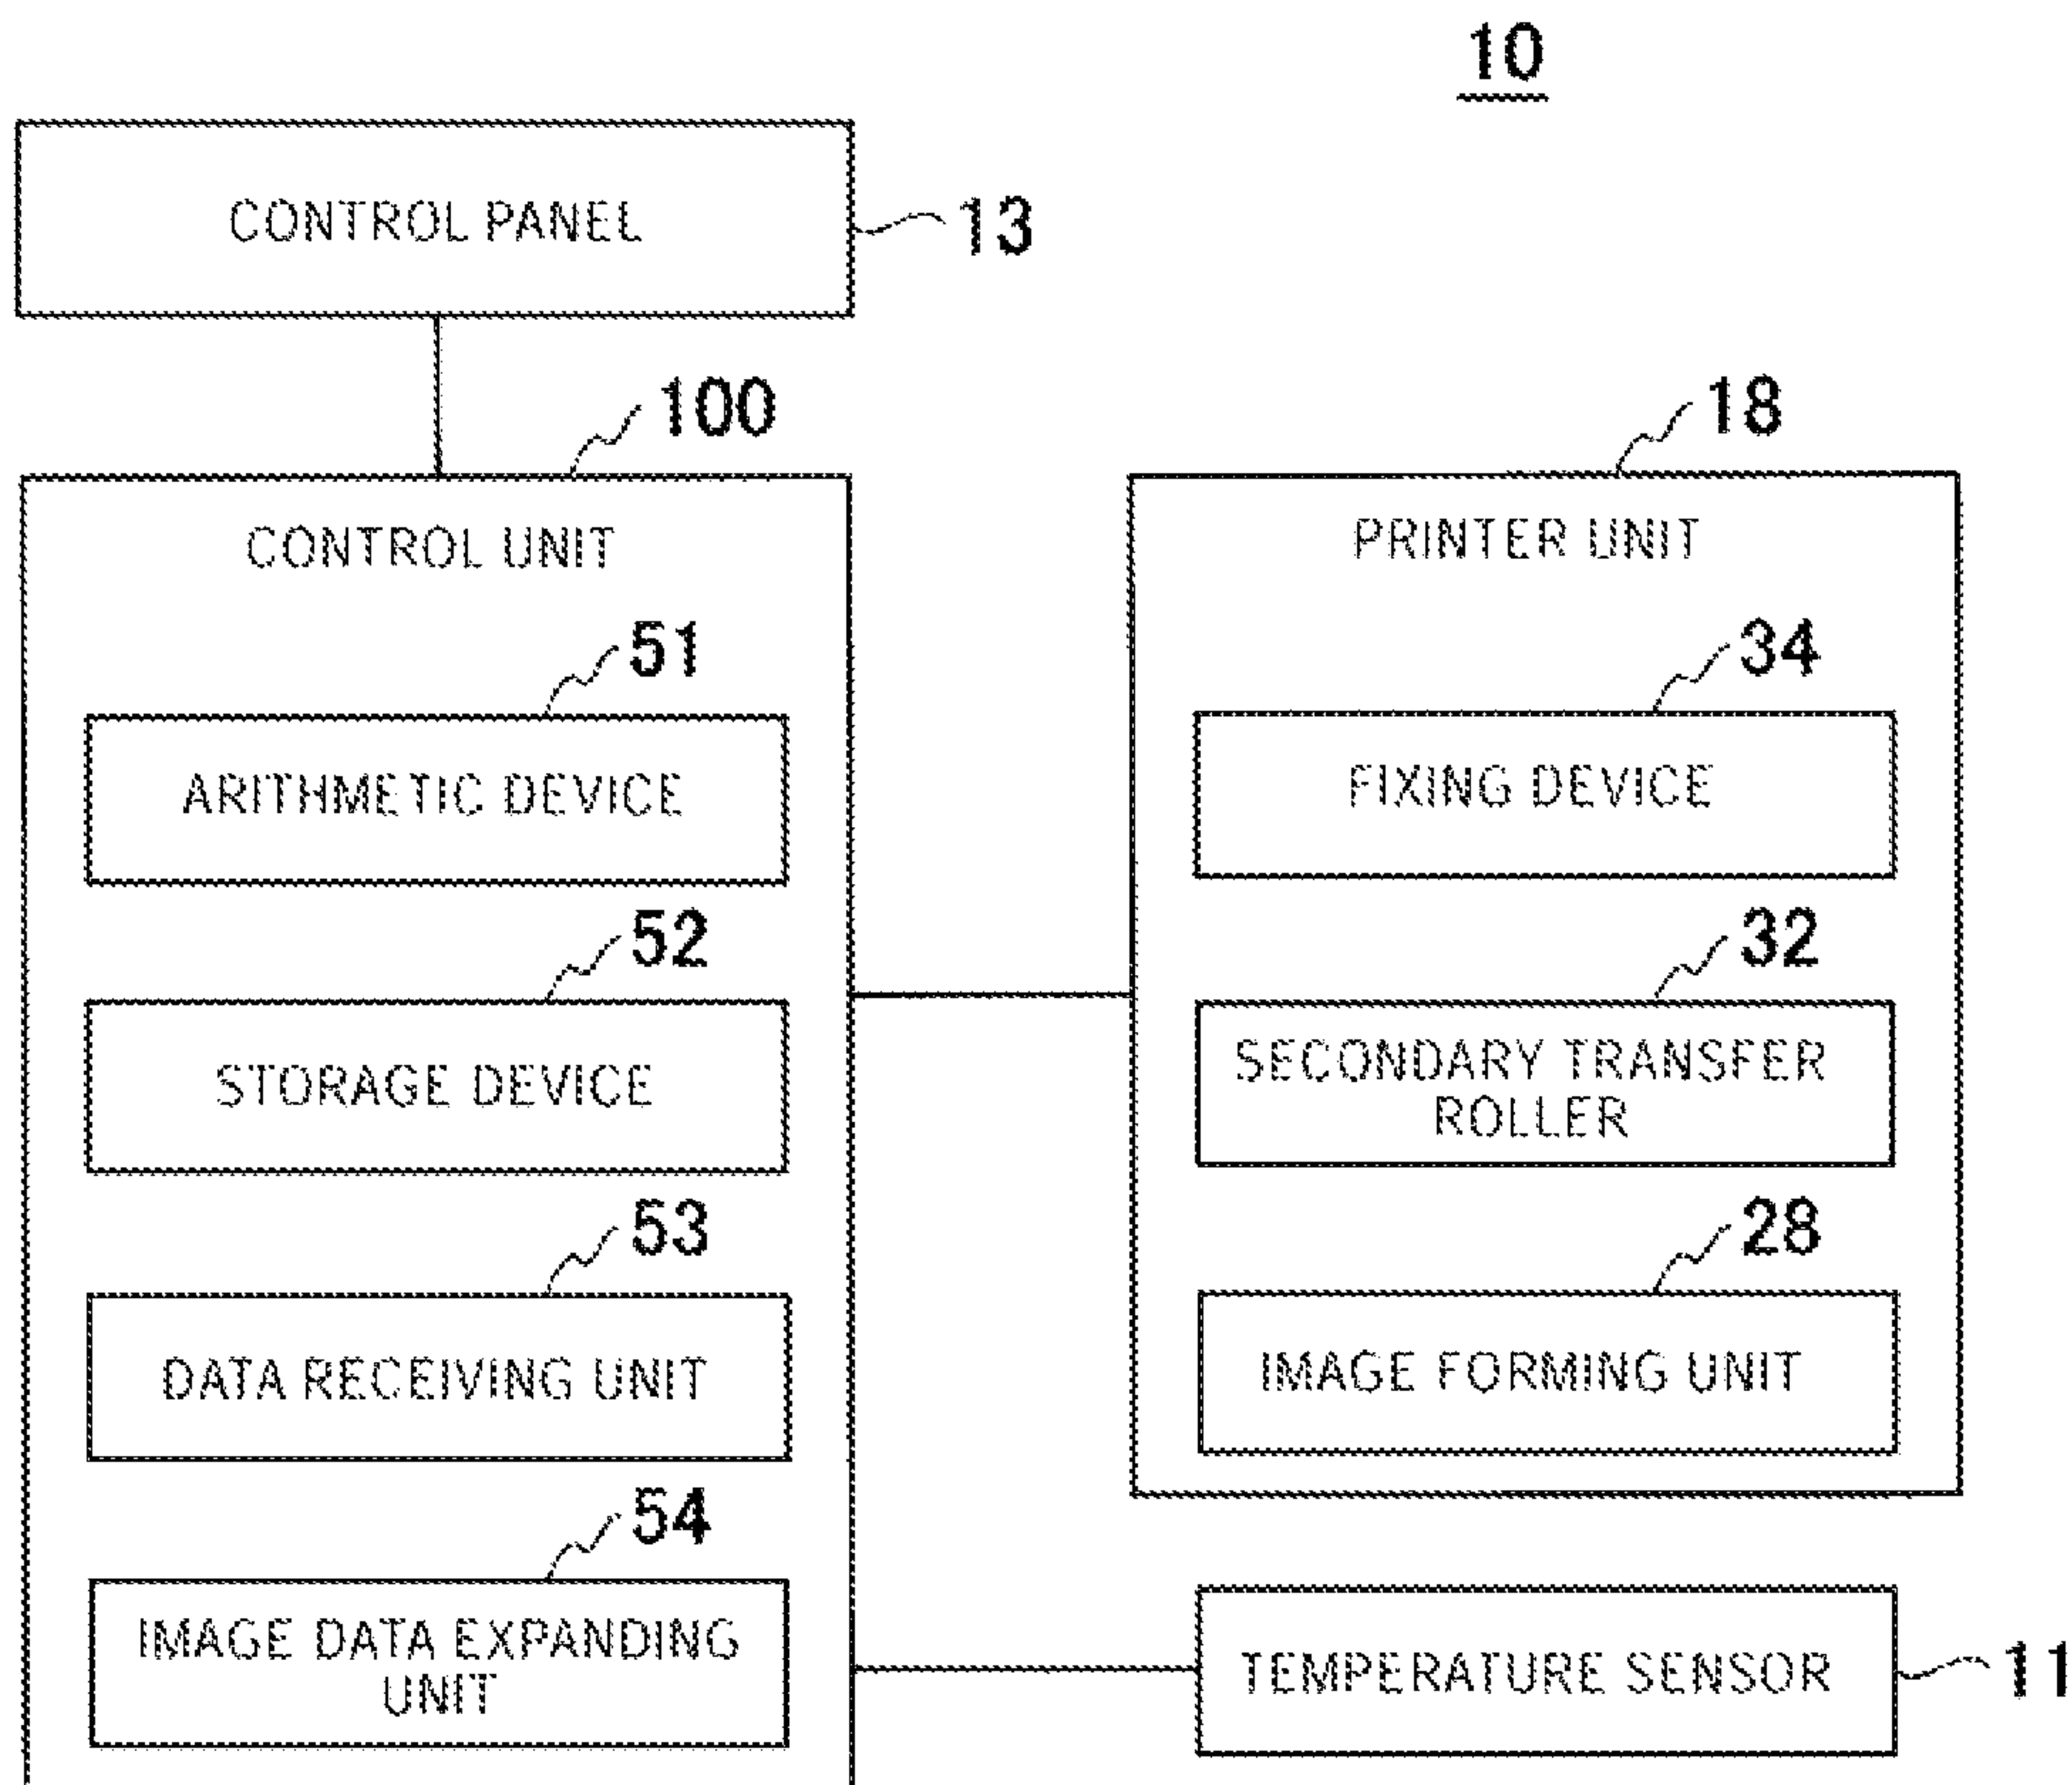 10
CONTROL PANEL
13
100
CONTROL UNIT
51
ARITHMETIC DEVICE
52
STORAGE DEVICE
53
DATA RECEIVING UNIT
54
IMAGE DATA EXPANDING
UNIT
18
PRINTER UNIT
34
FIXING DEVICE
32
SECONDARY TRANSFER
ROLLER
28
IMAGE FORMING UNIT
TEMPERATURE SENSOR
11